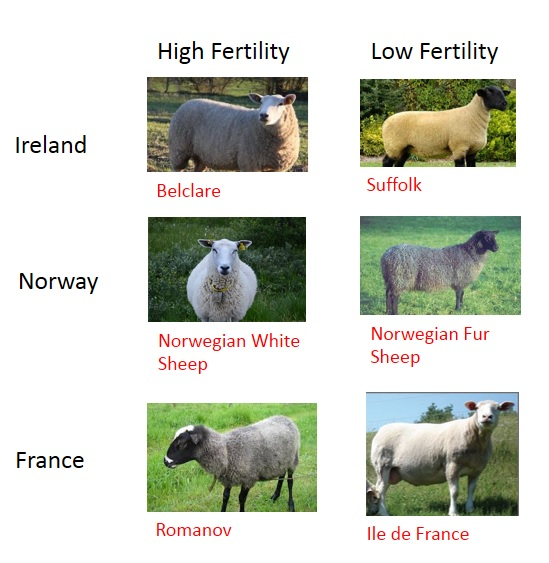 High Fertility
Low Fertility
Ireland
Belclare
Suffolk
Norway
Norwegian White
Sheep
Norwegian Fur
Sheep
France
Romanov
Ile de France